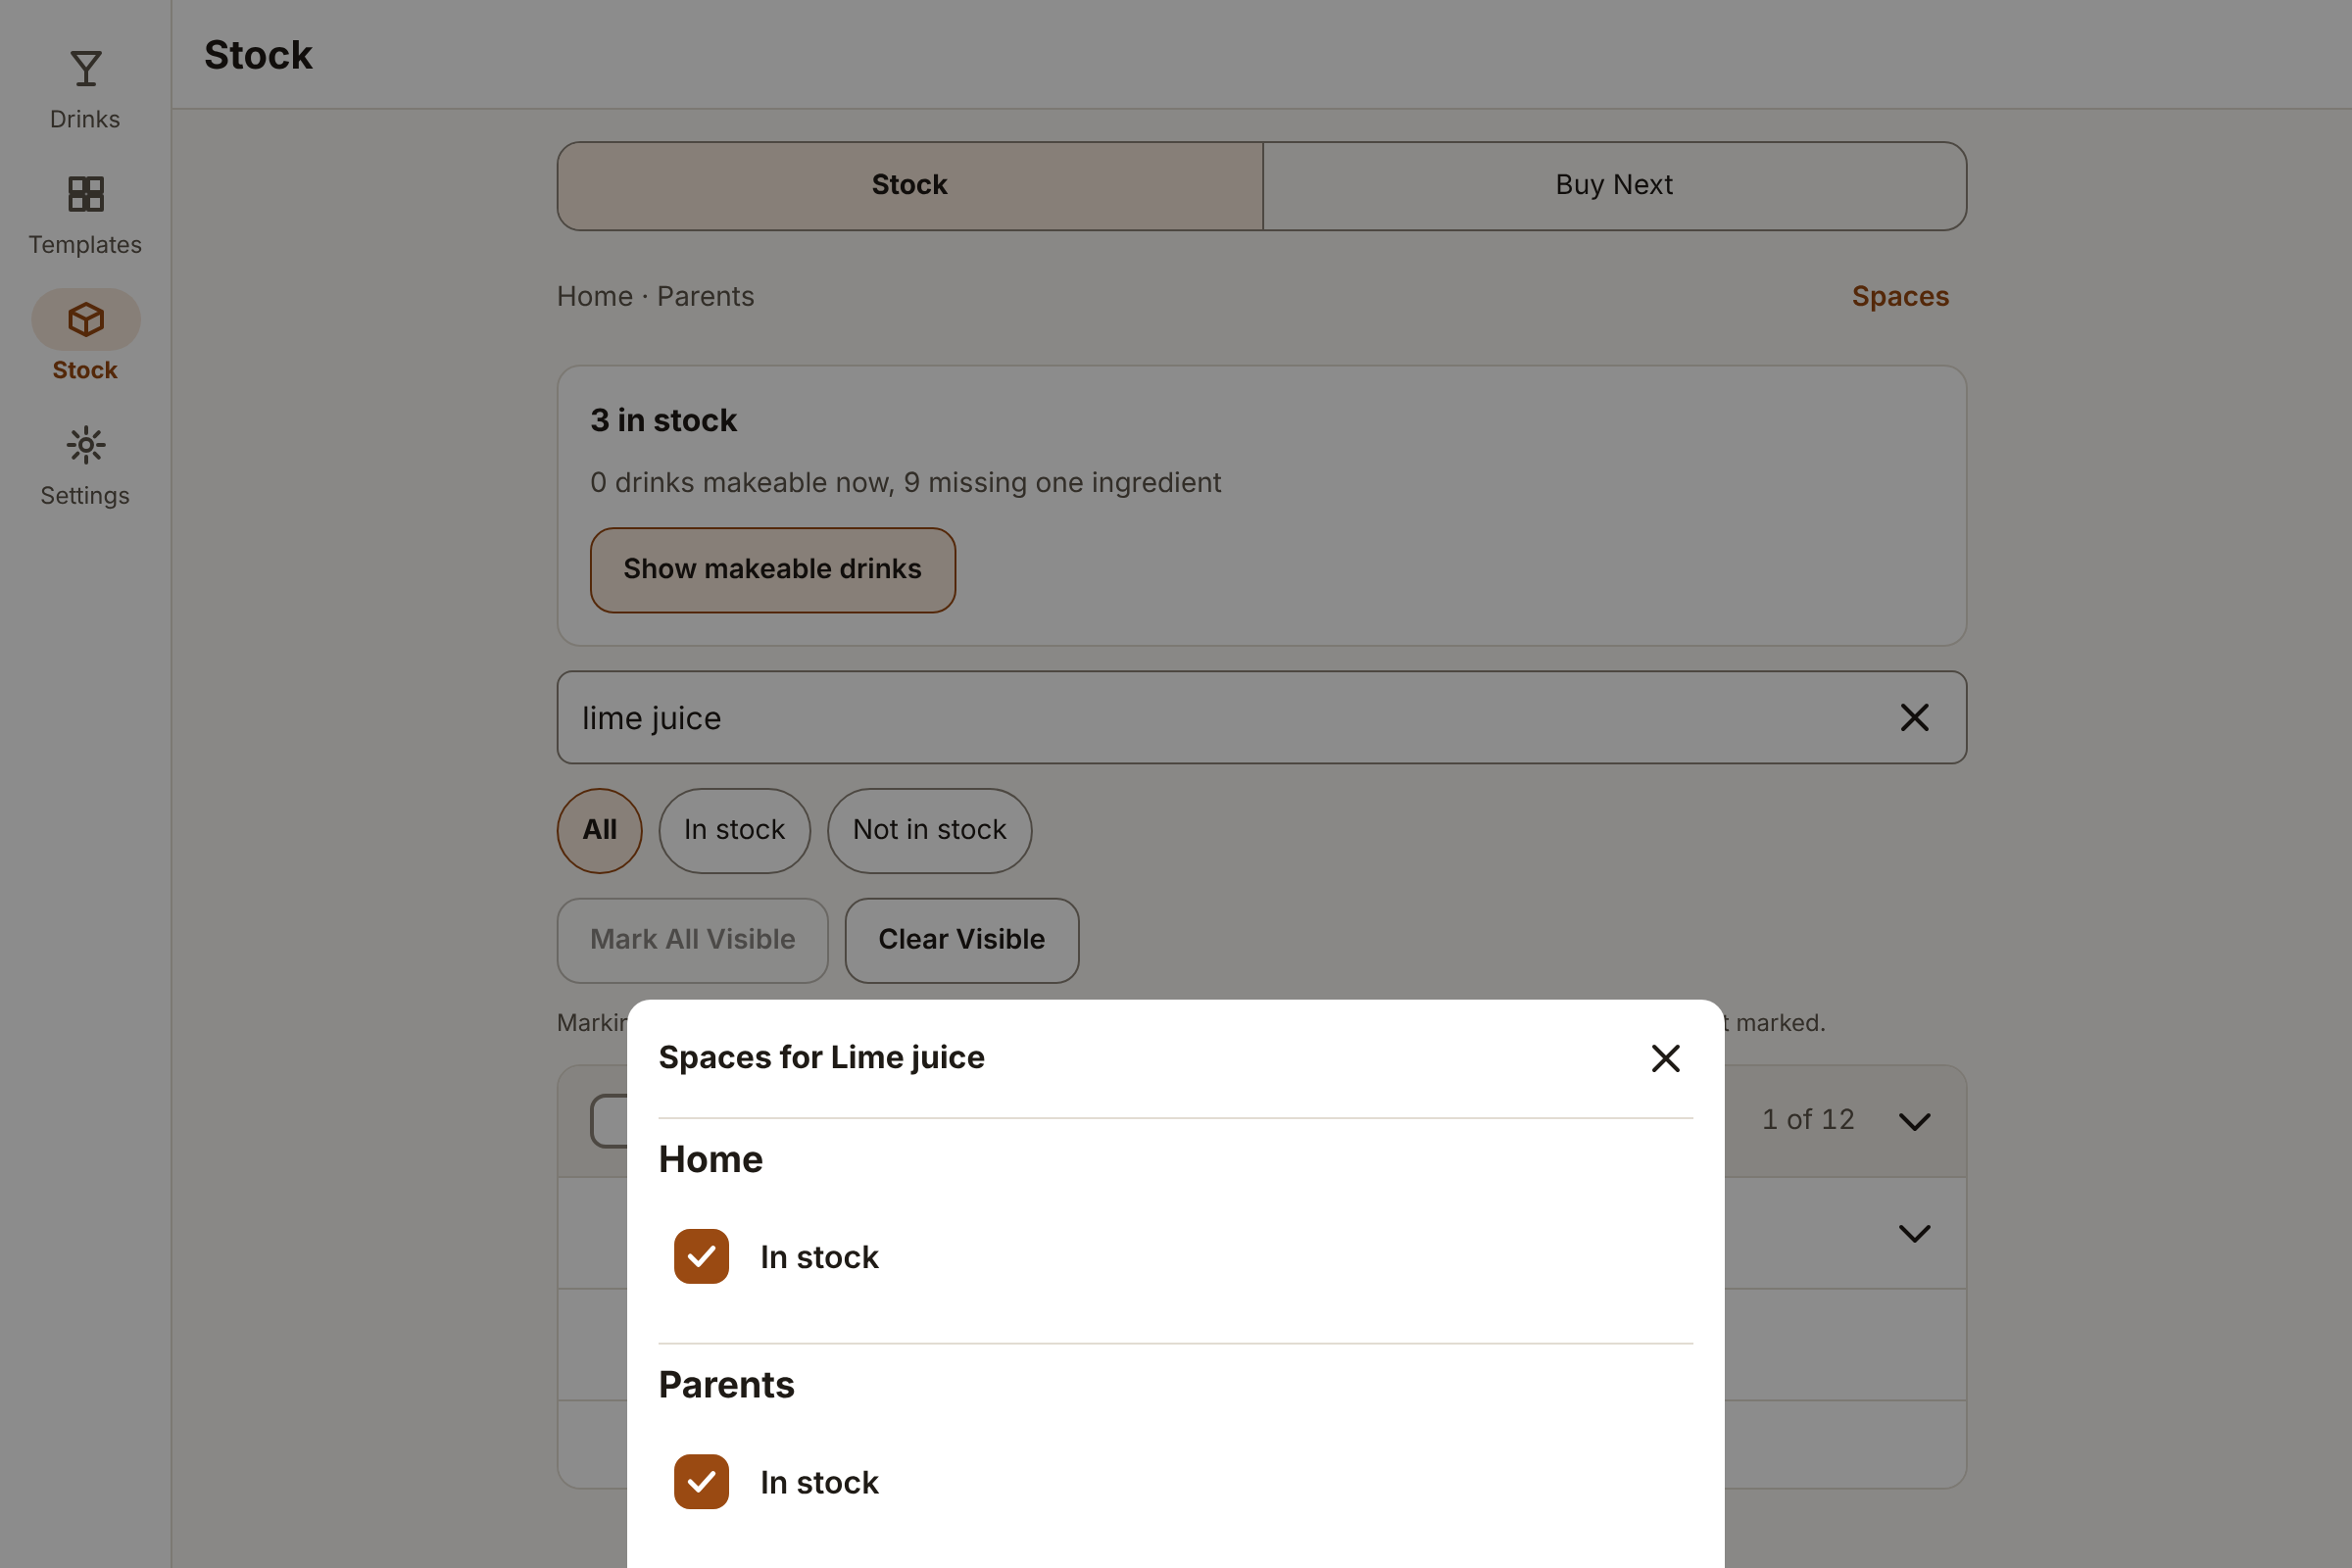 Stock
Drinks
Templates
Stock
Settings
Stock
Buy Next
Home · Parents
Spaces
3 in stock
0 drinks makeable now, 9 missing one ingredient
Show makeable drinks
lime juice
All
In stock
Not in stock
Mark All Visible
Clear Visible
marked.
1 of 12
Spaces for Lime juice
Home
In stock
Parents
In stock